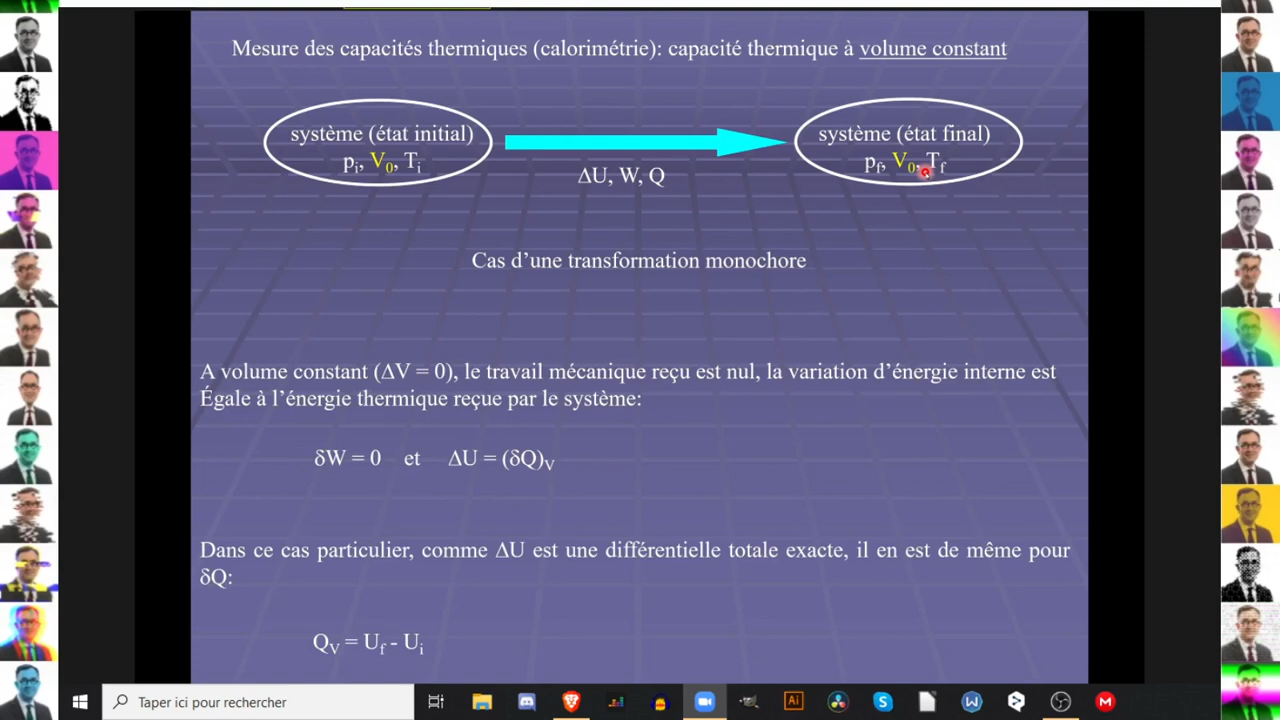 Mesure des capacités thermiques (calorimétrie): capacité thermique à volume constant
système (état initial)
pi, V0, Ti
ΔU, W, Q
système (état final)
pf, V0, Tf
Cas d’une transformation monochore
A volume constant (ΔV = 0), le travail mécanique reçu est nul, la variation d’énergie interne est
Égale à l’énergie thermique reçue par le système:
δW = 0 et ΔU = (δQ)V
Dans ce cas particulier, comme ΔU est une différentielle totale exacte, il en est de même pour
δQ:
QV = Uf - Ui
Taper ici pour rechercher